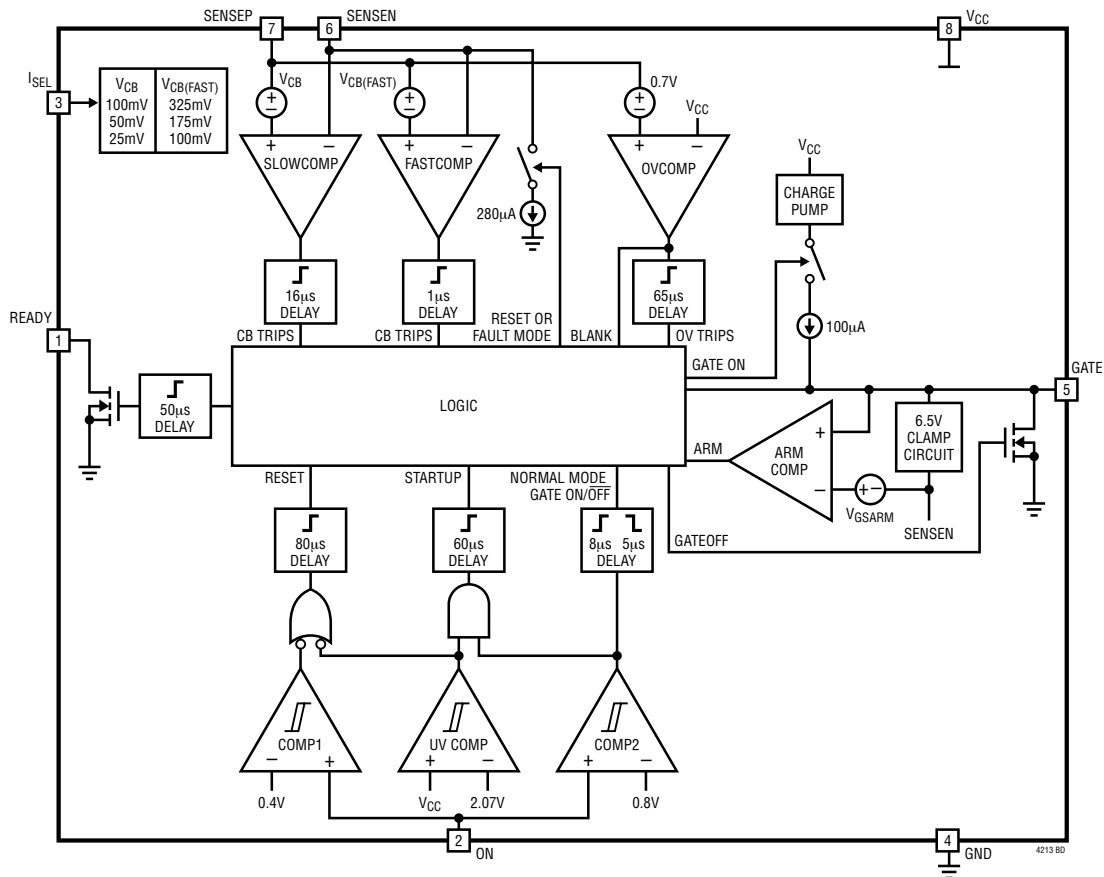 SENSEP
SENSEN
7
6
8
VCC
ISEL
3
VCB VCB(FAST)
100mV 325mV
50mV 175mV
25mV 100mV
VCB
+
–
VCB(FAST)
+
–
0.7V
+
–
VCC
+ –
SLOWCOMP
+ –
FASTCOMP
280µA
+ –
OVCOMP
VCC
CHARGE
PUMP
100µA
16µs
DELAY
1µs
DELAY
65µs
DELAY
CB TRIPS
CB TRIPS
RESET OR
FAULT MODE
BLANK
OV TRIPS
READY
1
50µs
DELAY
LOGIC
GATE ON
GATE
5
ARM
ARM
COMP
+
–
+ –
VGSARM
6.5V
CLAMP
CIRCUIT
SENSEN
GATEOFF
RESET
STARTUP
NORMAL MODE
GATE ON/OFF
80µs
DELAY
60µs
DELAY
8µs 5µs
DELAY
COMP1
– +
UV COMP
+ –
COMP2
+ –
0.4V
VCC
2.07V
0.8V
2
ON
4
GND
4213 BD